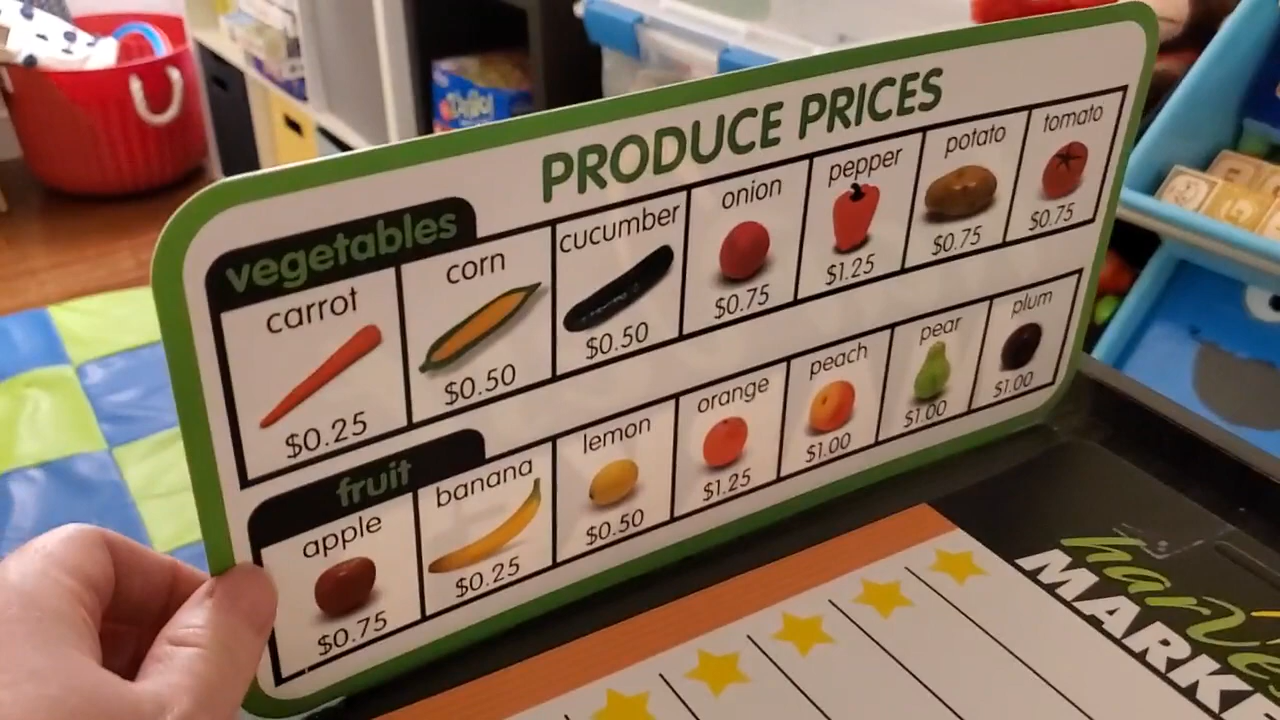 PRODUCE PRICES
vegetables
carrot
$0.25
corn
$0.50
cucumber
$0.50
onion
$0.75
pepper
$1.25
potato
$0.75
tomato
$0.75
fruit
apple
$0.75
banana
$0.25
lemon
$0.50
orange
$1.25
peach
$1.00
pear
$1.00
plum
$1.00